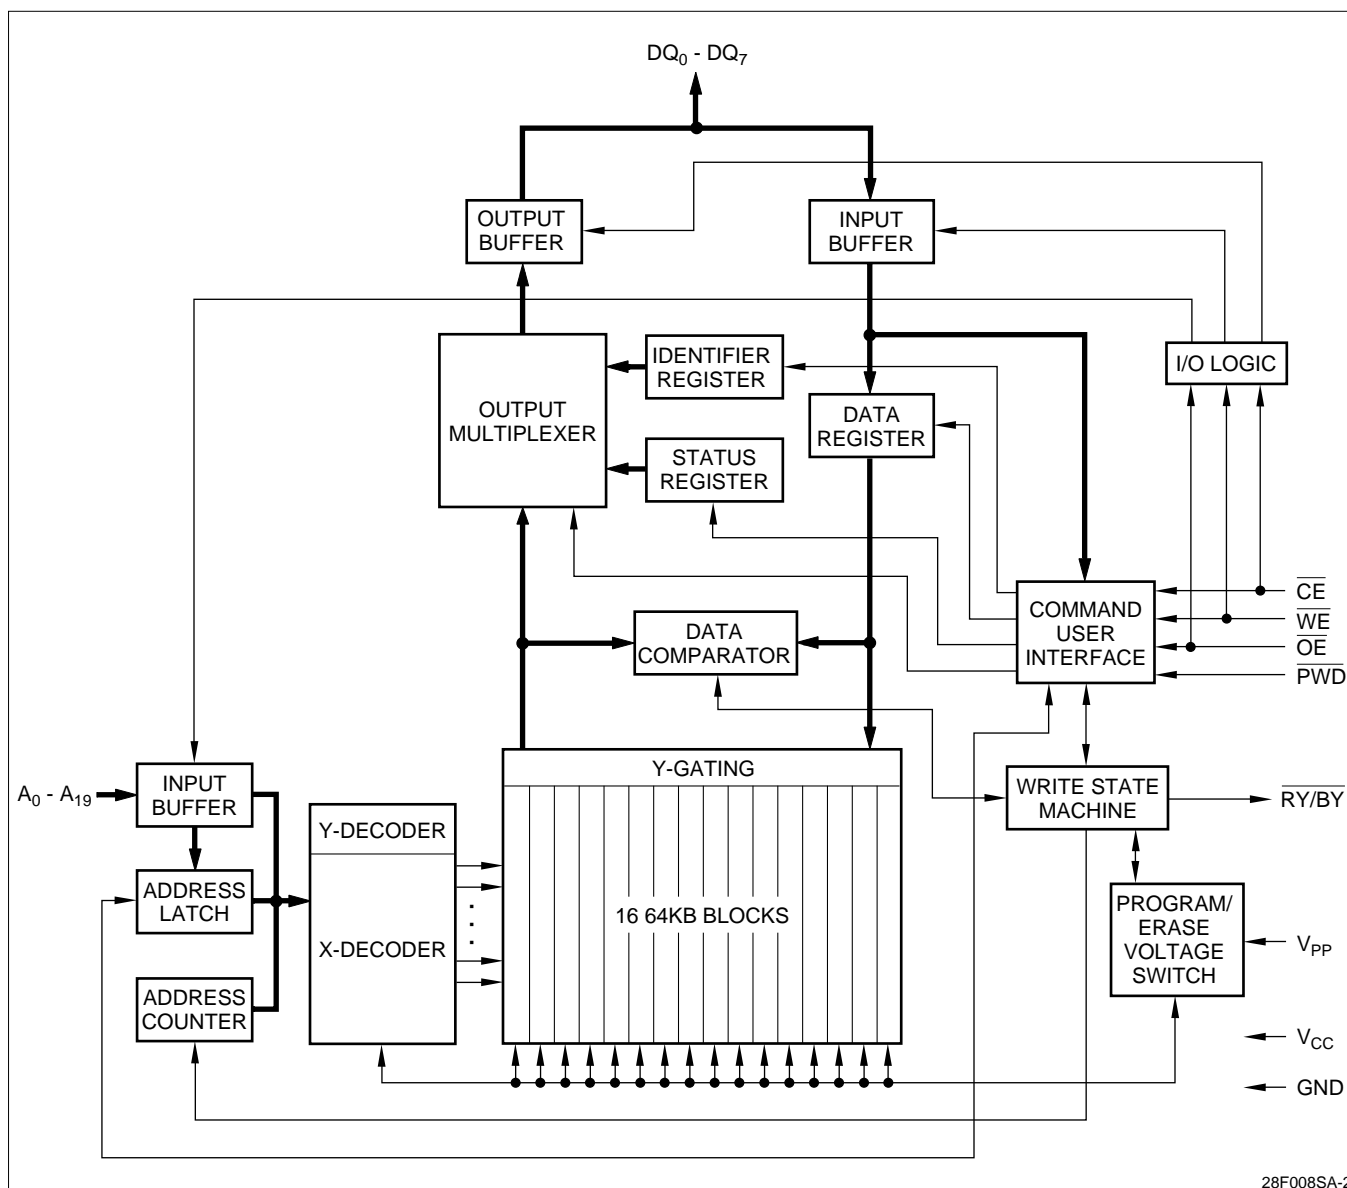 DQ0 - DQ7
OUTPUT
BUFFER
INPUT
BUFFER
I/O LOGIC
IDENTIFIER
REGISTER
OUTPUT
MULTIPLEXER
DATA
REGISTER
STATUS
REGISTER
COMMAND
USER
INTERFACE
CE
WE
OE
PWD
DATA
COMPARATOR
Y-GATING
A0 - A19
INPUT
BUFFER
WRITE STATE
MACHINE
RY/BY
Y-DECODER
ADDRESS
LATCH
X-DECODER
16 64KB BLOCKS
PROGRAM/
ERASE
VOLTAGE
SWITCH
VPP
ADDRESS
COUNTER
VCC
GND
28F008SA-2